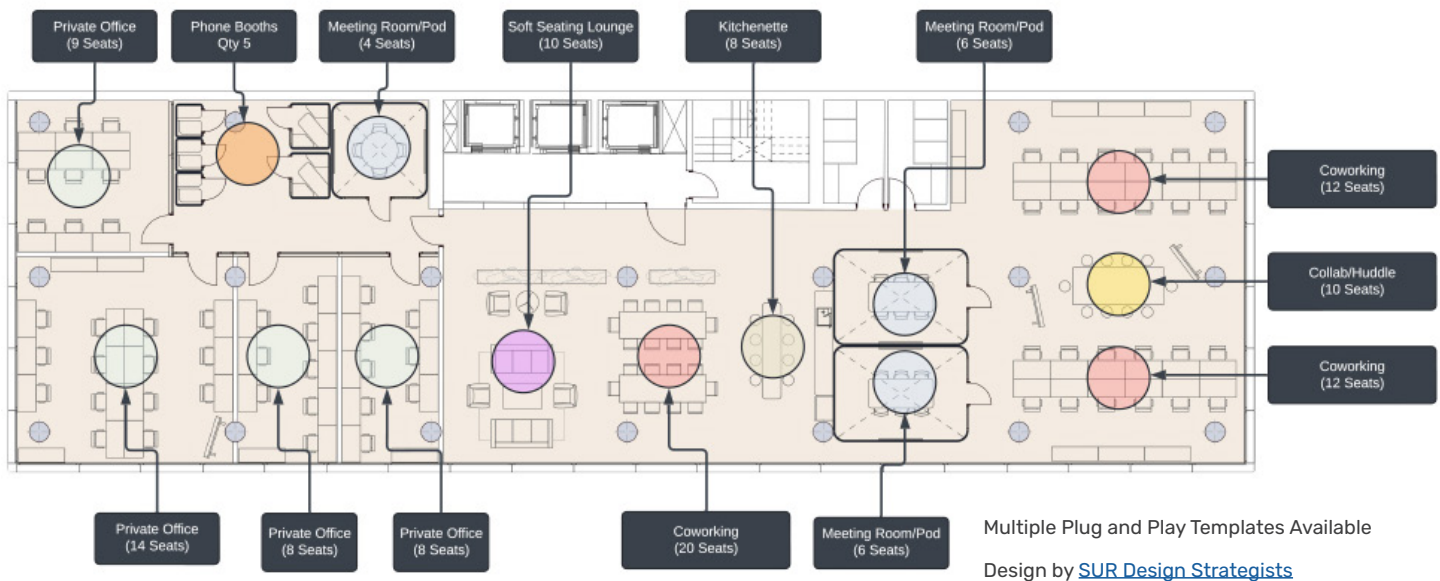 Private Office
(9 Seats)
Phone Booths
Qty 5
Meeting Room/Pod
(4 Seats)
Soft Seating Lounge
(10 Seats)
Kitchenette
(8 Seats)
Meeting Room/Pod
(6 Seats)
Coworking
(12 Seats)
Collab/Huddle
(10 Seats)
Coworking
(12 Seats)
Private Office
(14 Seats)
Private Office
(8 Seats)
Private Office
(8 Seats)
Coworking
(20 Seats)
Meeting Room/Pod
(6 Seats)
Multiple Plug and Play Templates Available
Design by SUR Design Strategists